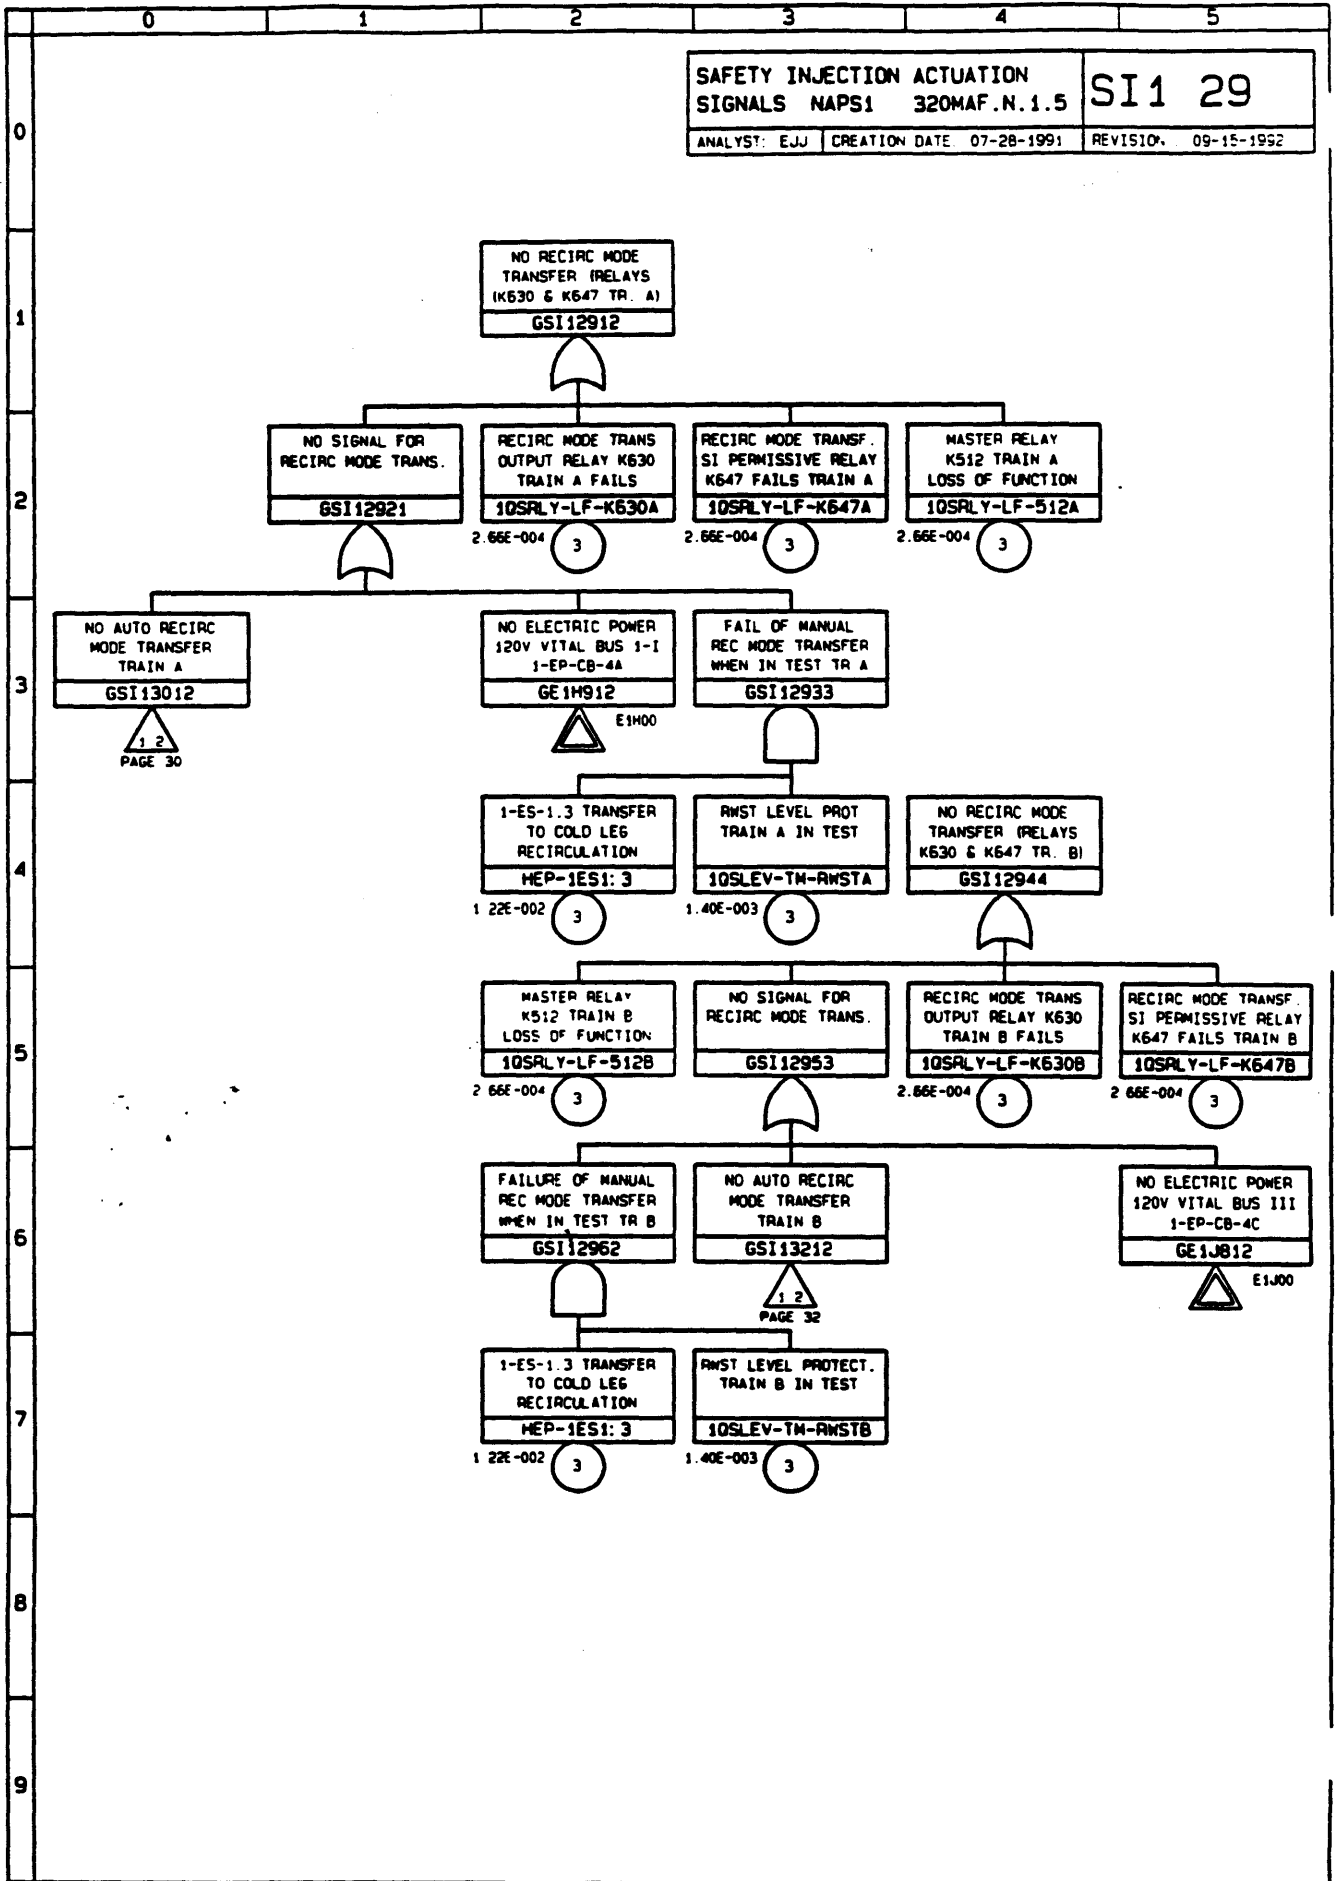 0 1 2 3 4 5
SAFETY INJECTION ACTUATION
SIGNALS NAPS1 320MAF.N.1.5
SI1 29
ANALYST: EJJ CREATION DATE 07-28-1991 REVISION. 09-15-1992
0
NO RECIRC MODE
TRANSFER (RELAYS
(K630 & K647 TR. A)
GSI12912
1
NO SIGNAL FOR
RECIRC MODE TRANS.
GSI12921
RECIRC MODE TRANS
OUTPUT RELAY K630
TRAIN A FAILS
1QSRLY-LF-K630A
2.66E-004 3
RECIRC MODE TRANSF.
SI PERMISSIVE RELAY
K647 FAILS TRAIN A
1QSRLY-LF-K647A
2.66E-004 3
MASTER RELAY
K512 TRAIN A
LOSS OF FUNCTION
1QSRLY-LF-512A
2.66E-004 3
2
NO AUTO RECIRC
MODE TRANSFER
TRAIN A
GSI13012
1 2
PAGE 30
NO ELECTRIC POWER
120V VITAL BUS 1-I
1-EP-CB-4A
GE1H912
E1H00
FAIL OF MANUAL
REC MODE TRANSFER
WHEN IN TEST TR A
GSI12933
3
1-ES-1.3 TRANSFER
TO COLD LEG
RECIRCULATION
HEP-1ES1:3
1 22E-002 3
RWST LEVEL PROT
TRAIN A IN TEST
1QSLEV-TM-RWSTA
1.40E-003 3
NO RECIRC MODE
TRANSFER (RELAYS
K630 & K647 TR. B)
GSI12944
4
MASTER RELAY
K512 TRAIN B
LOSS OF FUNCTION
1QSRLY-LF-512B
2 66E-004 3
NO SIGNAL FOR
RECIRC MODE TRANS.
GSI12953
RECIRC MODE TRANS
OUTPUT RELAY K630
TRAIN B FAILS
1QSRLY-LF-K630B
2.66E-004 3
RECIRC MODE TRANSF.
SI PERMISSIVE RELAY
K647 FAILS TRAIN B
1QSRLY-LF-K647B
2 66E-004 3
5
FAILURE OF MANUAL
REC MODE TRANSFER
WHEN IN TEST TR B
GSI12962
NO AUTO RECIRC
MODE TRANSFER
TRAIN B
GSI13212
1 2
PAGE 32
NO ELECTRIC POWER
120V VITAL BUS III
1-EP-CB-4C
GE1J812
E1J00
6
1-ES-1.3 TRANSFER
TO COLD LEG
RECIRCULATION
HEP-1ES1:3
1 22E-002 3
RWST LEVEL PROTECT.
TRAIN B IN TEST
1QSLEV-TM-RWSTB
1.40E-003 3
7
8
9